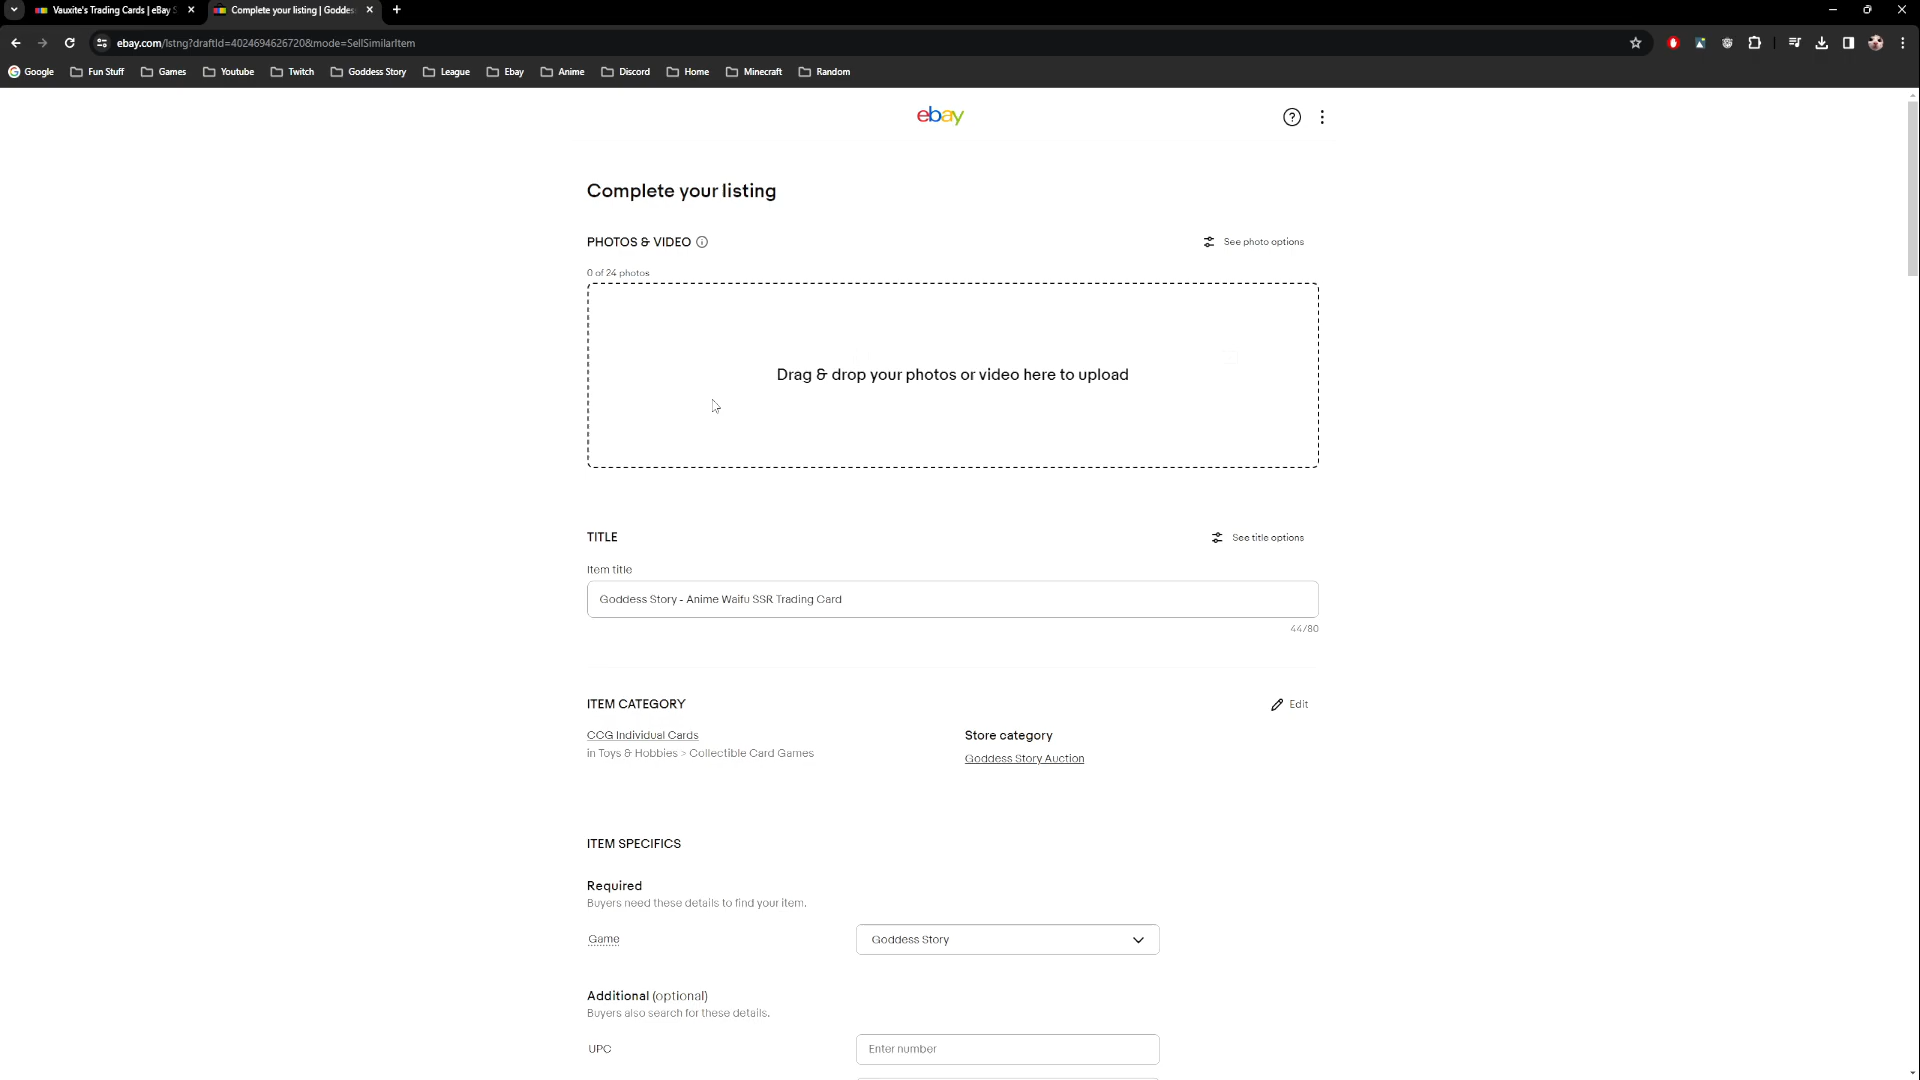 Vauxite's Trading Cards | eBay S
Complete your listing | Goddes
ebay.com/lstng?draftId=4024694626720&mode=SellSimilarItem
Google
Fun Stuff
Games
Youtube
Twitch
Goddess Story
League
Ebay
Anime
Discord
Home
Minecraft
Random
ebay
Complete your listing
PHOTOS & VIDEO
See photo options
0 of 24 photos
Drag & drop your photos or video here to upload
TITLE
See title options
Item title
Goddess Story - Anime Waifu SSR Trading Card
44/80
ITEM CATEGORY
Edit
CCG Individual Cards
in Toys & Hobbies > Collectible Card Games
Store category
Goddess Story Auction
ITEM SPECIFICS
Required
Buyers need these details to find your item.
Game
Goddess Story
Additional (optional)
Buyers also search for these details.
UPC
Enter number